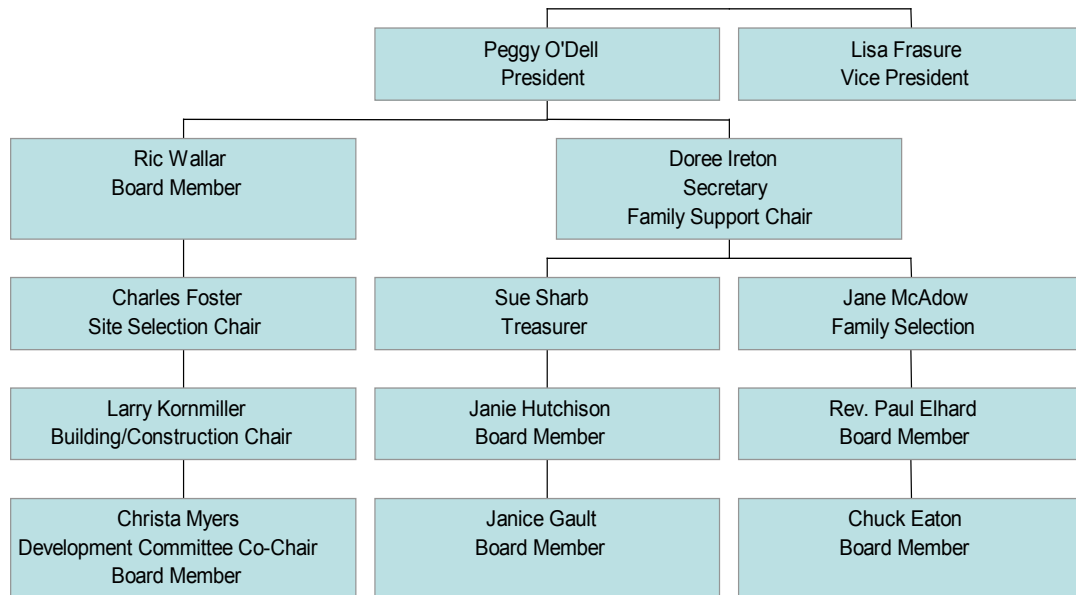 Peggy O'Dell
President
Lisa Frasure
Vice President
Ric Wallar
Board Member
Doree Ireton
Secretary
Family Support Chair
Charles Foster
Site Selection Chair
Sue Sharb
Treasurer
Jane McAdow
Family Selection
Larry Kornmiller
Building/Construction Chair
Janie Hutchison
Board Member
Rev. Paul Elhard
Board Member
Christa Myers
Development Committee Co-Chair
Board Member
Janice Gault
Board Member
Chuck Eaton
Board Member